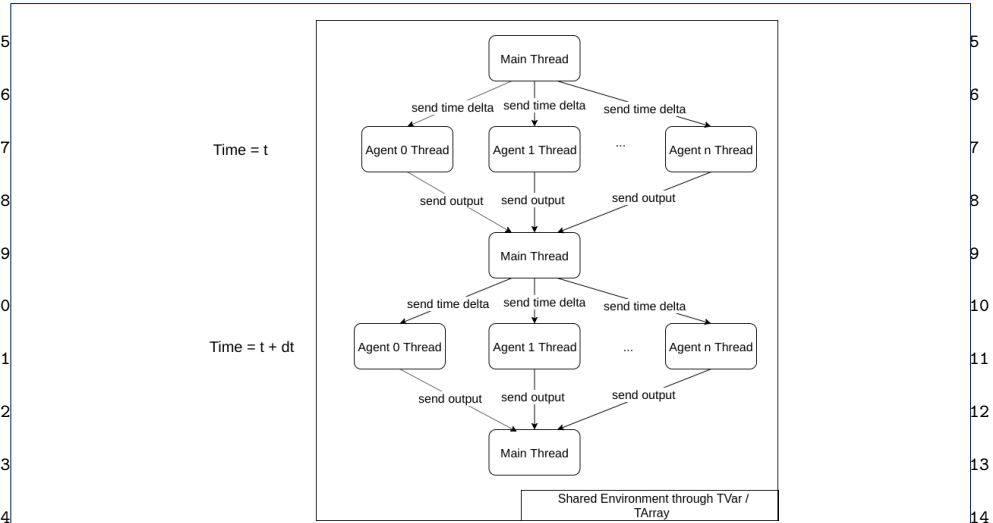 5 5
Main Thread
6 6
send time delta send time delta send time delta
7 Time = t Agent 0 Thread Agent 1 Thread ... Agent n Thread 7
8 send output send output send output 8
9 Main Thread 9
0 send time delta send time delta send time delta 10
1 Time = t + dt Agent 0 Thread Agent 1 Thread ... Agent n Thread 11
2 send output send output send output 12
3 Main Thread 13
Shared Environment through TVar /
4 TArray 14